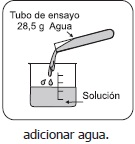 Tubo de ensayo
28,5 g Agua
Solución
adicionar agua.